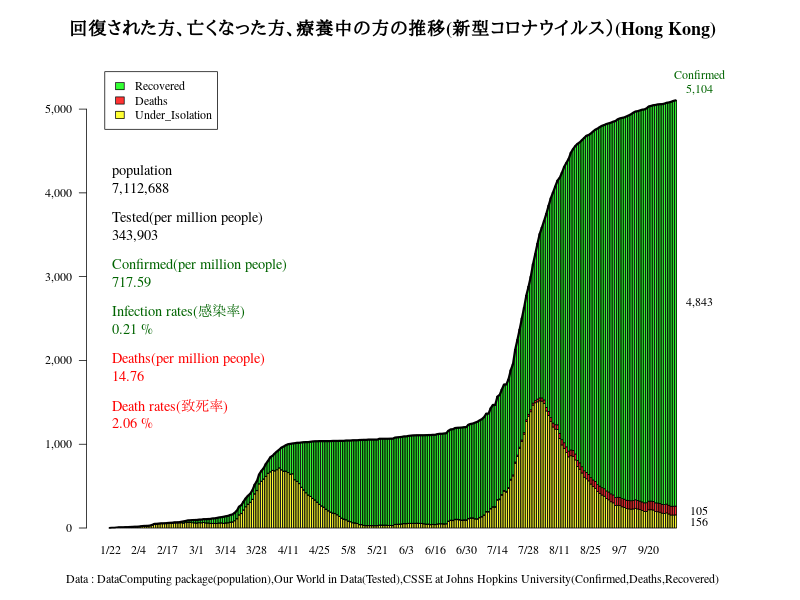 回復された方、亡くなった方、療養中の方の推移(新型コロナウイルス）(Hong Kong)
Confirmed
5,104
Recovered
Deaths
Under_Isolation
5,000
4,000
3,000
2,000
1,000
0
population
7,112,688
Tested(per million people)
343,903
Confirmed(per million people)
717.59
Infection rates(感染率)
0.21 %
Deaths(per million people)
14.76
Death rates(致死率)
2.06 %
4,843
105
156
1/22 2/4 2/17 3/1 3/14 3/28 4/11 4/25 5/8 5/21 6/3 6/16 6/30 7/14 7/28 8/11 8/25 9/7 9/20
Data : DataComputing package(population),Our World in Data(Tested),CSSE at Johns Hopkins University(Confirmed,Deaths,Recovered)